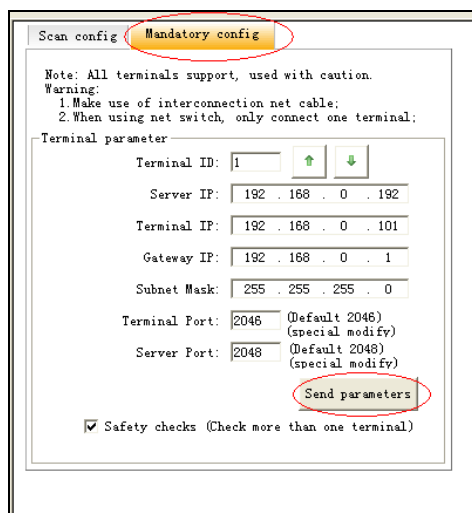 Scan config
Mandatory config
Note: All terminals support, used with caution.
Warning:
1.Make use of interconnection net cable;
2.When using net switch, only connect one terminal;
Terminal parameter
Terminal ID: 1
Server IP: 192 . 168 . 0 . 192
Terminal IP: 192 . 168 . 0 . 101
Gateway IP: 192 . 168 . 0 . 1
Subnet Mask: 255 . 255 . 255 . 0
Terminal Port: 2046 (Default 2046)
(special modify)
Server Port: 2048 (Default 2048)
(special modify)
Send parameters
Safety checks (Check more than one terminal)